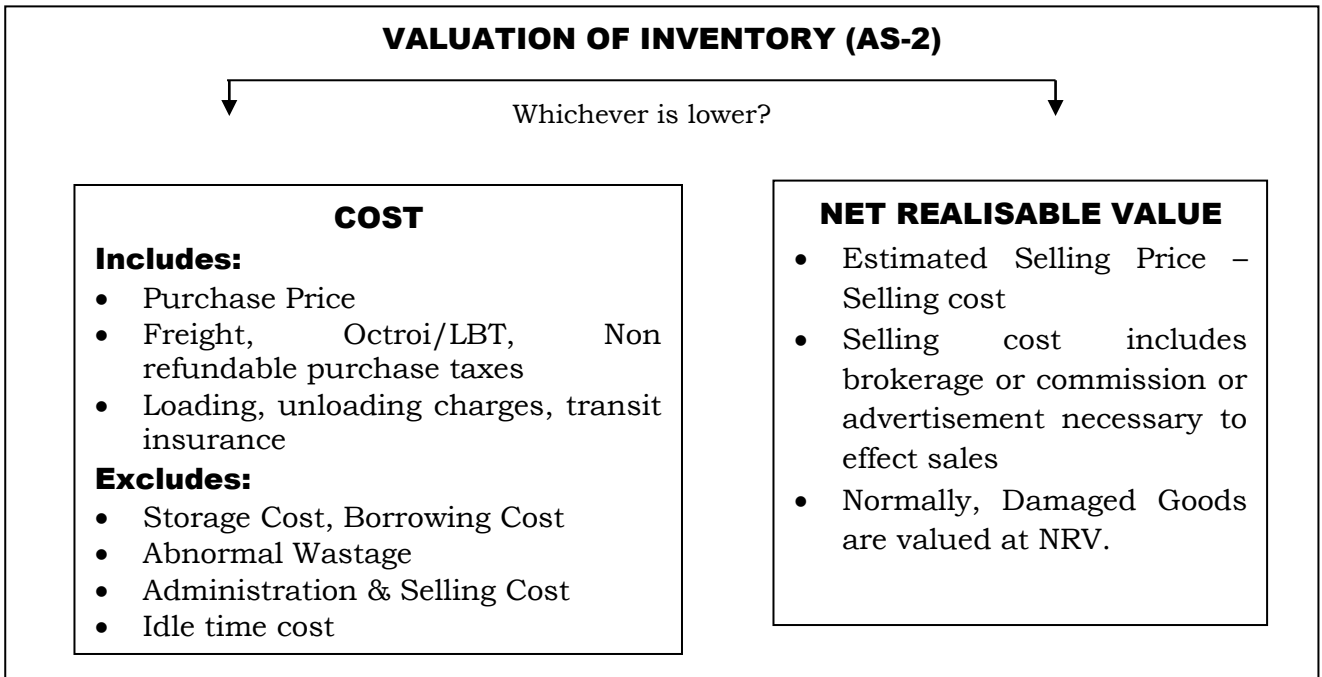 VALUATION OF INVENTORY (AS-2)
Whichever is lower?
COST
Includes:
• Purchase Price
• Freight, Octroi/LBT, Non
refundable purchase taxes
• Loading, unloading charges, transit
insurance
Excludes:
• Storage Cost, Borrowing Cost
• Abnormal Wastage
• Administration & Selling Cost
• Idle time cost
NET REALISABLE VALUE
• Estimated Selling Price –
Selling cost
• Selling cost includes
brokerage or commission or
advertisement necessary to
effect sales
• Normally, Damaged Goods
are valued at NRV.